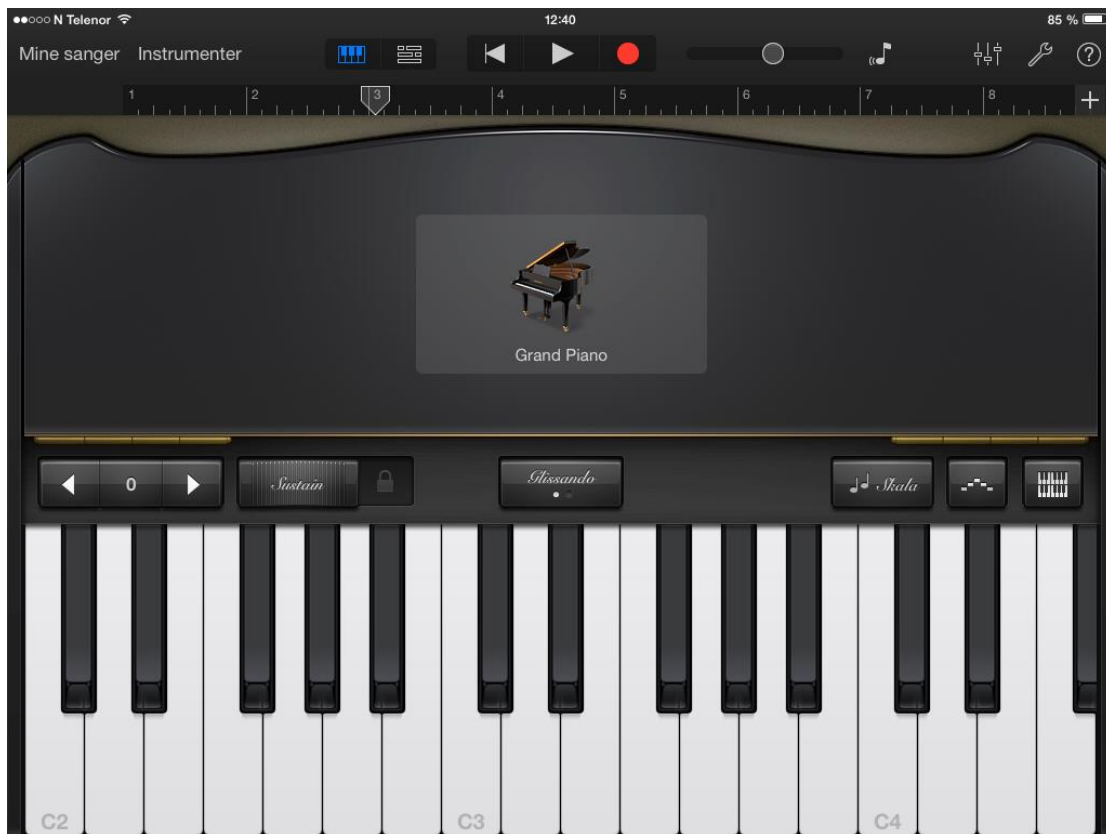 N Telenor 12:40 85 %
Mine sanger Instrumenter
1 2 3 4 5 6 7 8
Grand Piano
0 Sustain Glissando Skala
C2 C3 C4